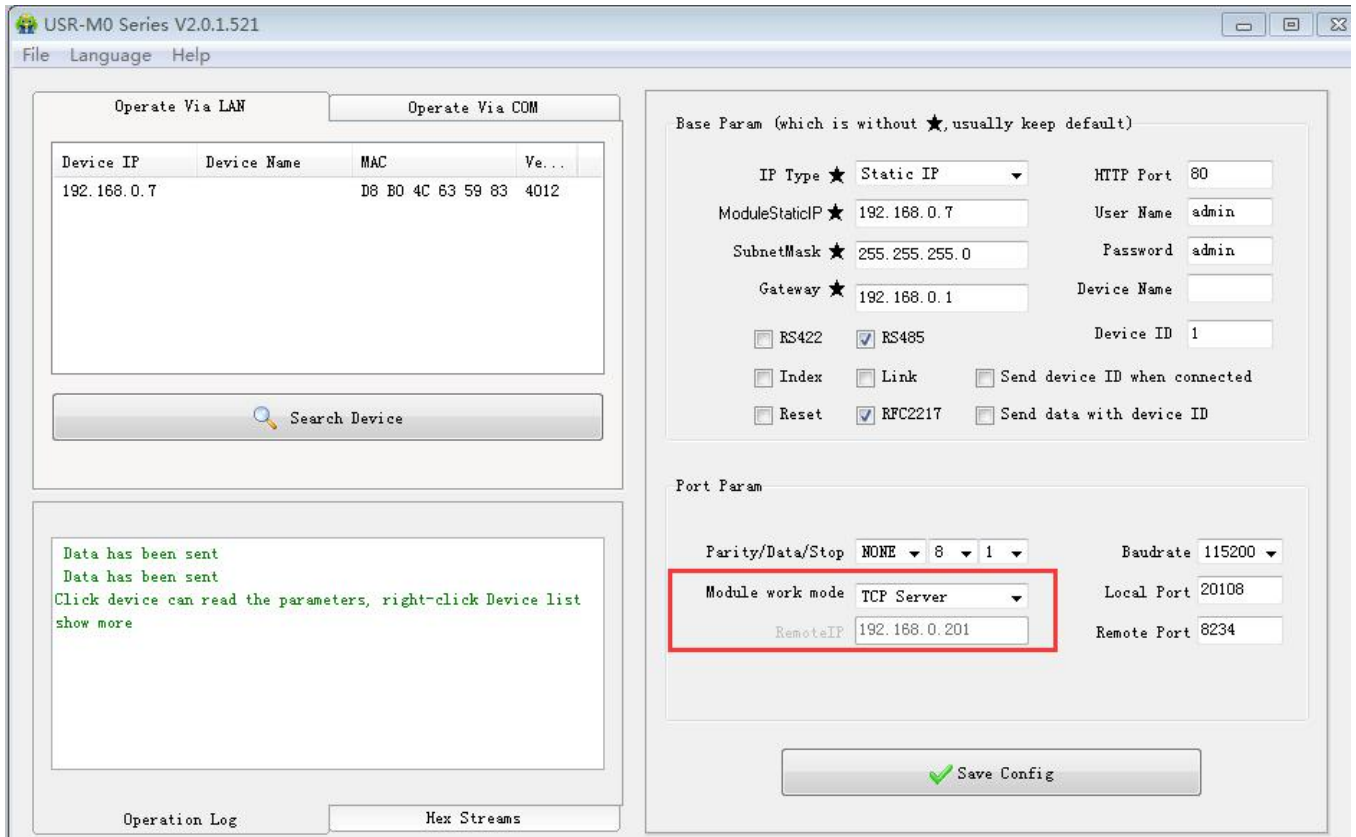 USR-M0 Series V2.0.1.521
File Language Help
Operate Via LAN
Operate Via COM
Device IP Device Name MAC Ve...
192.168.0.7 D8 B0 4C 63 59 83 4012
Search Device
Data has been sent
Data has been sent
Click device can read the parameters, right-click Device list
show more
Operation Log
Hex Streams
Base Param (which is without ★,usually keep default)
IP Type ★ Static IP
HTTP Port 80
ModuleStaticIP ★ 192.168.0.7
User Name admin
SubnetMask ★ 255.255.255.0
Password admin
Gateway ★ 192.168.0.1
Device Name
RS422 RS485
Device ID 1
Index Link Send device ID when connected
Reset RFC2217 Send data with device ID
Port Param
Parity/Data/Stop NONE 8 1
Baudrate 115200
Module work mode TCP Server
Local Port 20108
RemoteIP 192.168.0.201
Remote Port 8234
Save Config